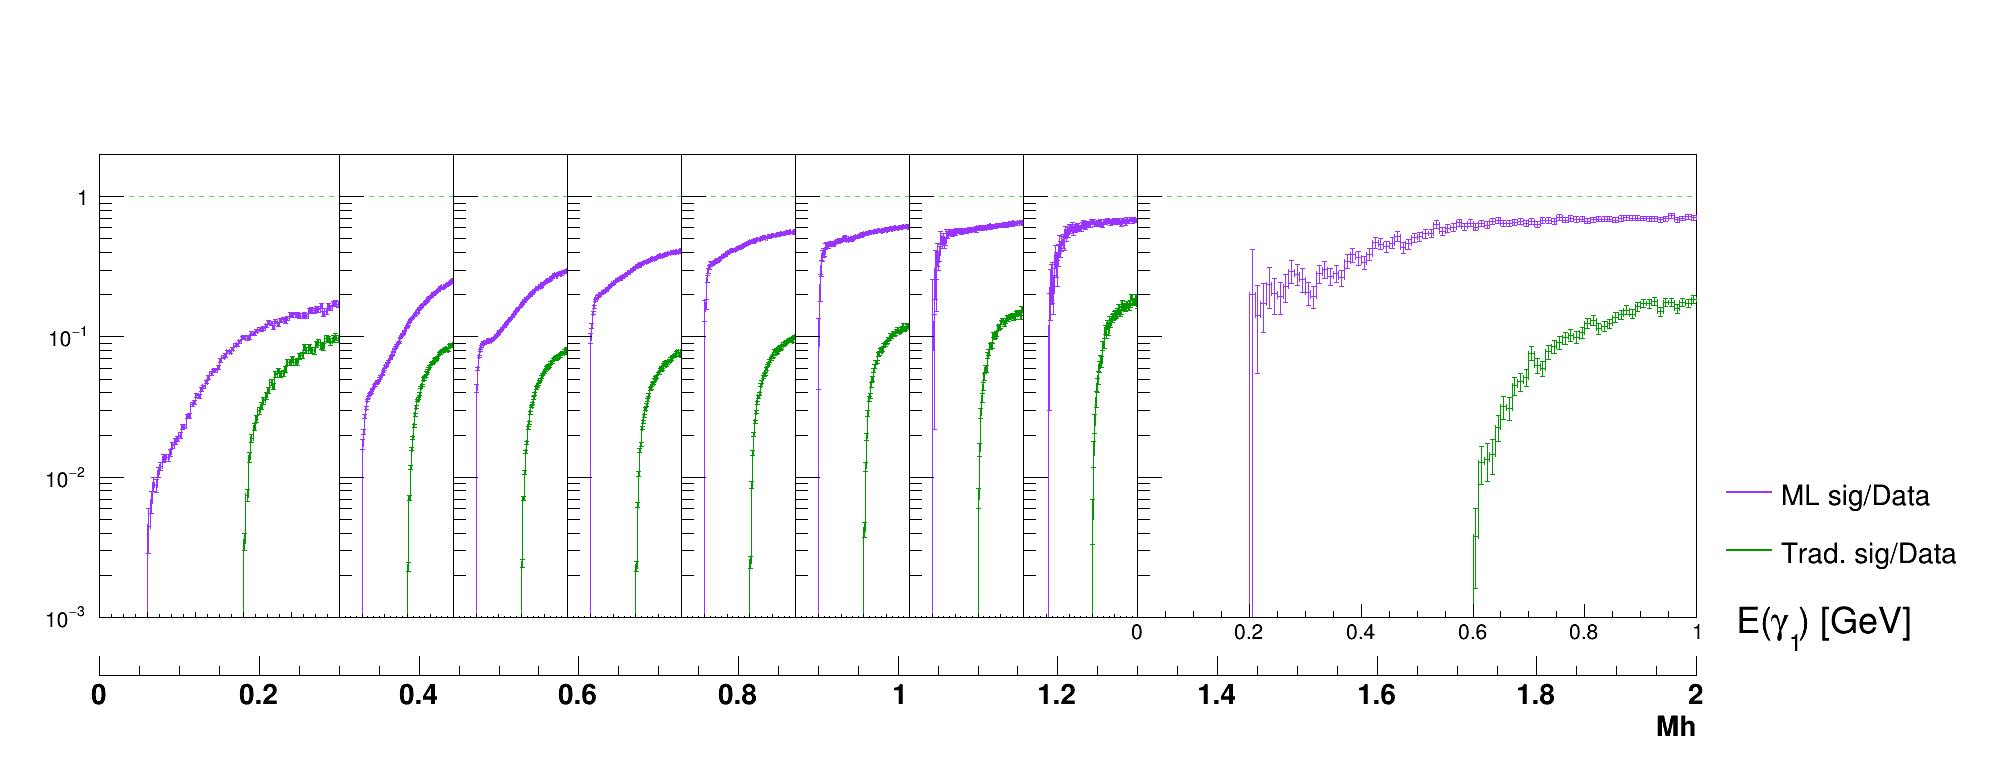 1
10⁻¹
10⁻²
10⁻³
0 0.2 0.4 0.6 0.8 1
ML sig/Data
Trad. sig/Data
E(γ₁) [GeV]
0 0.2 0.4 0.6 0.8 1 1.2 1.4 1.6 1.8 2
Mh